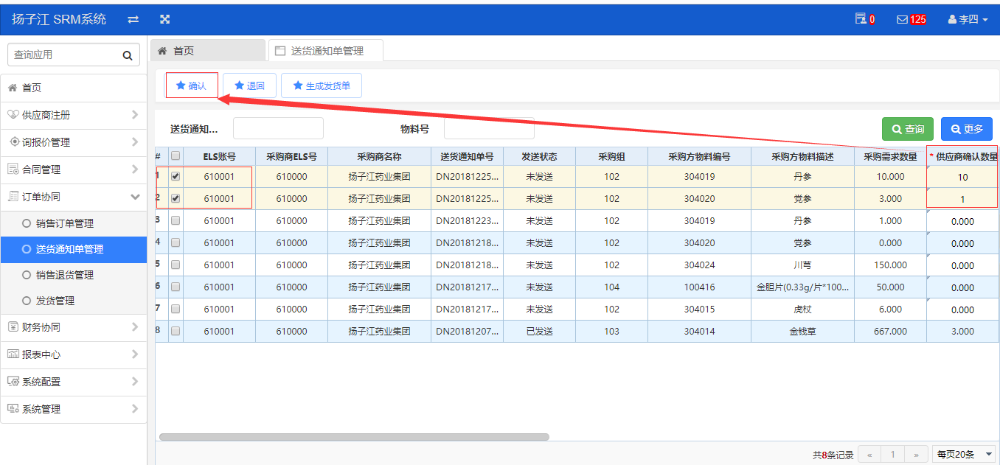 扬子江 SRM系统 0 125 李四
查询应用
首页
供应商注册
询报价管理
合同管理
订单协同
销售订单管理
送货通知单管理
销售退货管理
发货管理
财务协同
报表中心
系统配置
系统管理
首页 送货通知单管理
确认 退回 生成发货单
送货通知... 物料号 查询 更多
# ELS账号 采购商ELS号 采购商名称 送货通知单号 发送状态 采购组 采购方物料编号 采购方物料描述 采购需求数量 * 供应商确认数量
1 610001 610000 扬子江药业集团 DN20181225... 未发送 102 304019 丹参 10.000 10
2 610001 610000 扬子江药业集团 DN20181225... 未发送 102 304020 党参 3.000 1
3 610001 610000 扬子江药业集团 DN20181223... 未发送 102 304019 丹参 1.000 0.000
4 610001 610000 扬子江药业集团 DN20181218... 未发送 102 304020 党参 0.000 0.000
5 610001 610000 扬子江药业集团 DN20181218... 未发送 102 304024 川芎 150.000 0.000
6 610001 610000 扬子江药业集团 DN20181217... 未发送 104 100416 金胆片(0.33g/片*100... 50.000 0.000
7 610001 610000 扬子江药业集团 DN20181217... 未发送 102 304015 虎杖 6.000 0.000
8 610001 610000 扬子江药业集团 DN20181207... 已发送 103 304014 金钱草 667.000 3.000
共8条记录 « 1 » 每页20条